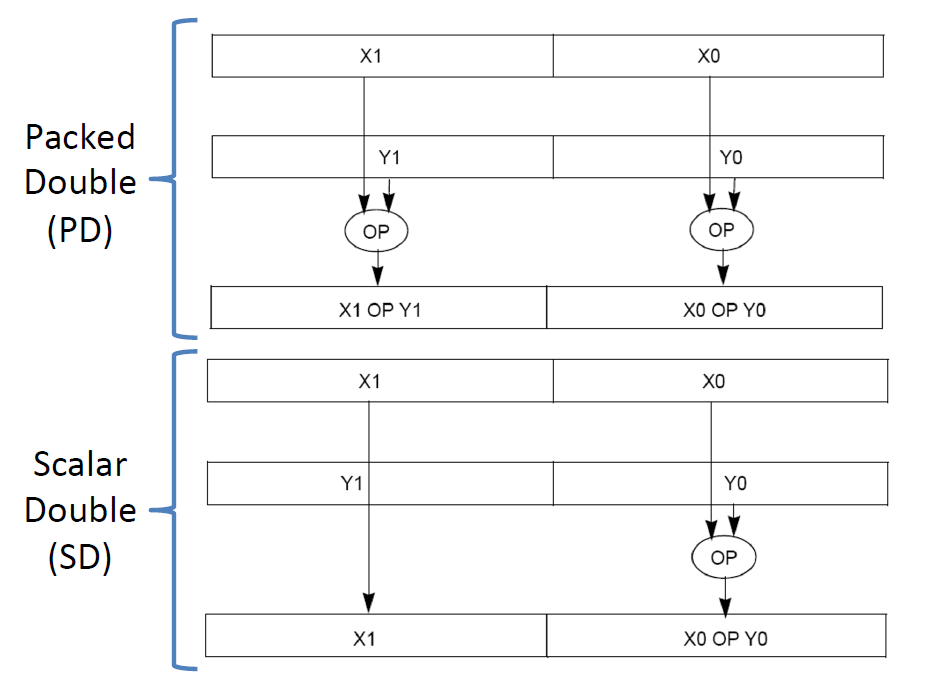 Packed
Double
(PD)
X1 X0
Y1 Y0
OP OP
X1 OP Y1 X0 OP Y0
Scalar
Double
(SD)
X1 X0
Y1 Y0
OP
X1 X0 OP Y0